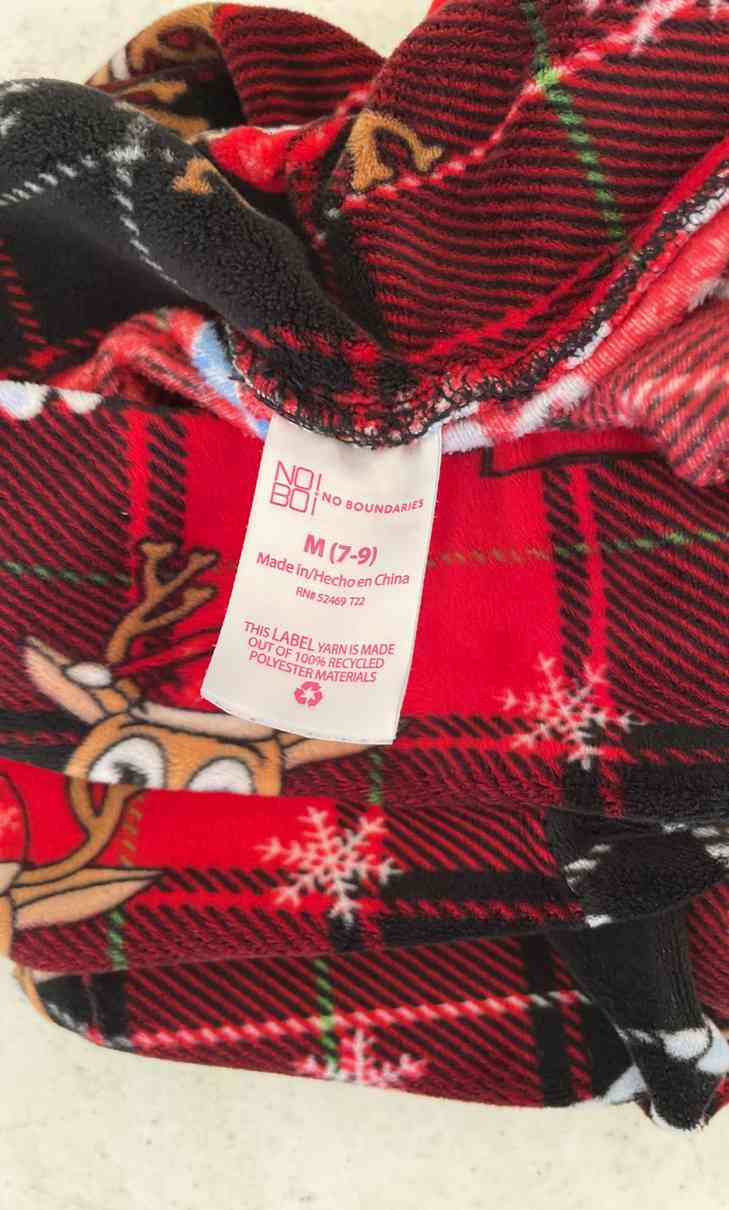 NO!
BOi NO BOUNDARIES
M (7-9)
Made in/Hecho en China
RN# 52469 T22
THIS LABEL YARN IS MADE
OUT OF 100% RECYCLED
POLYESTER MATERIALS